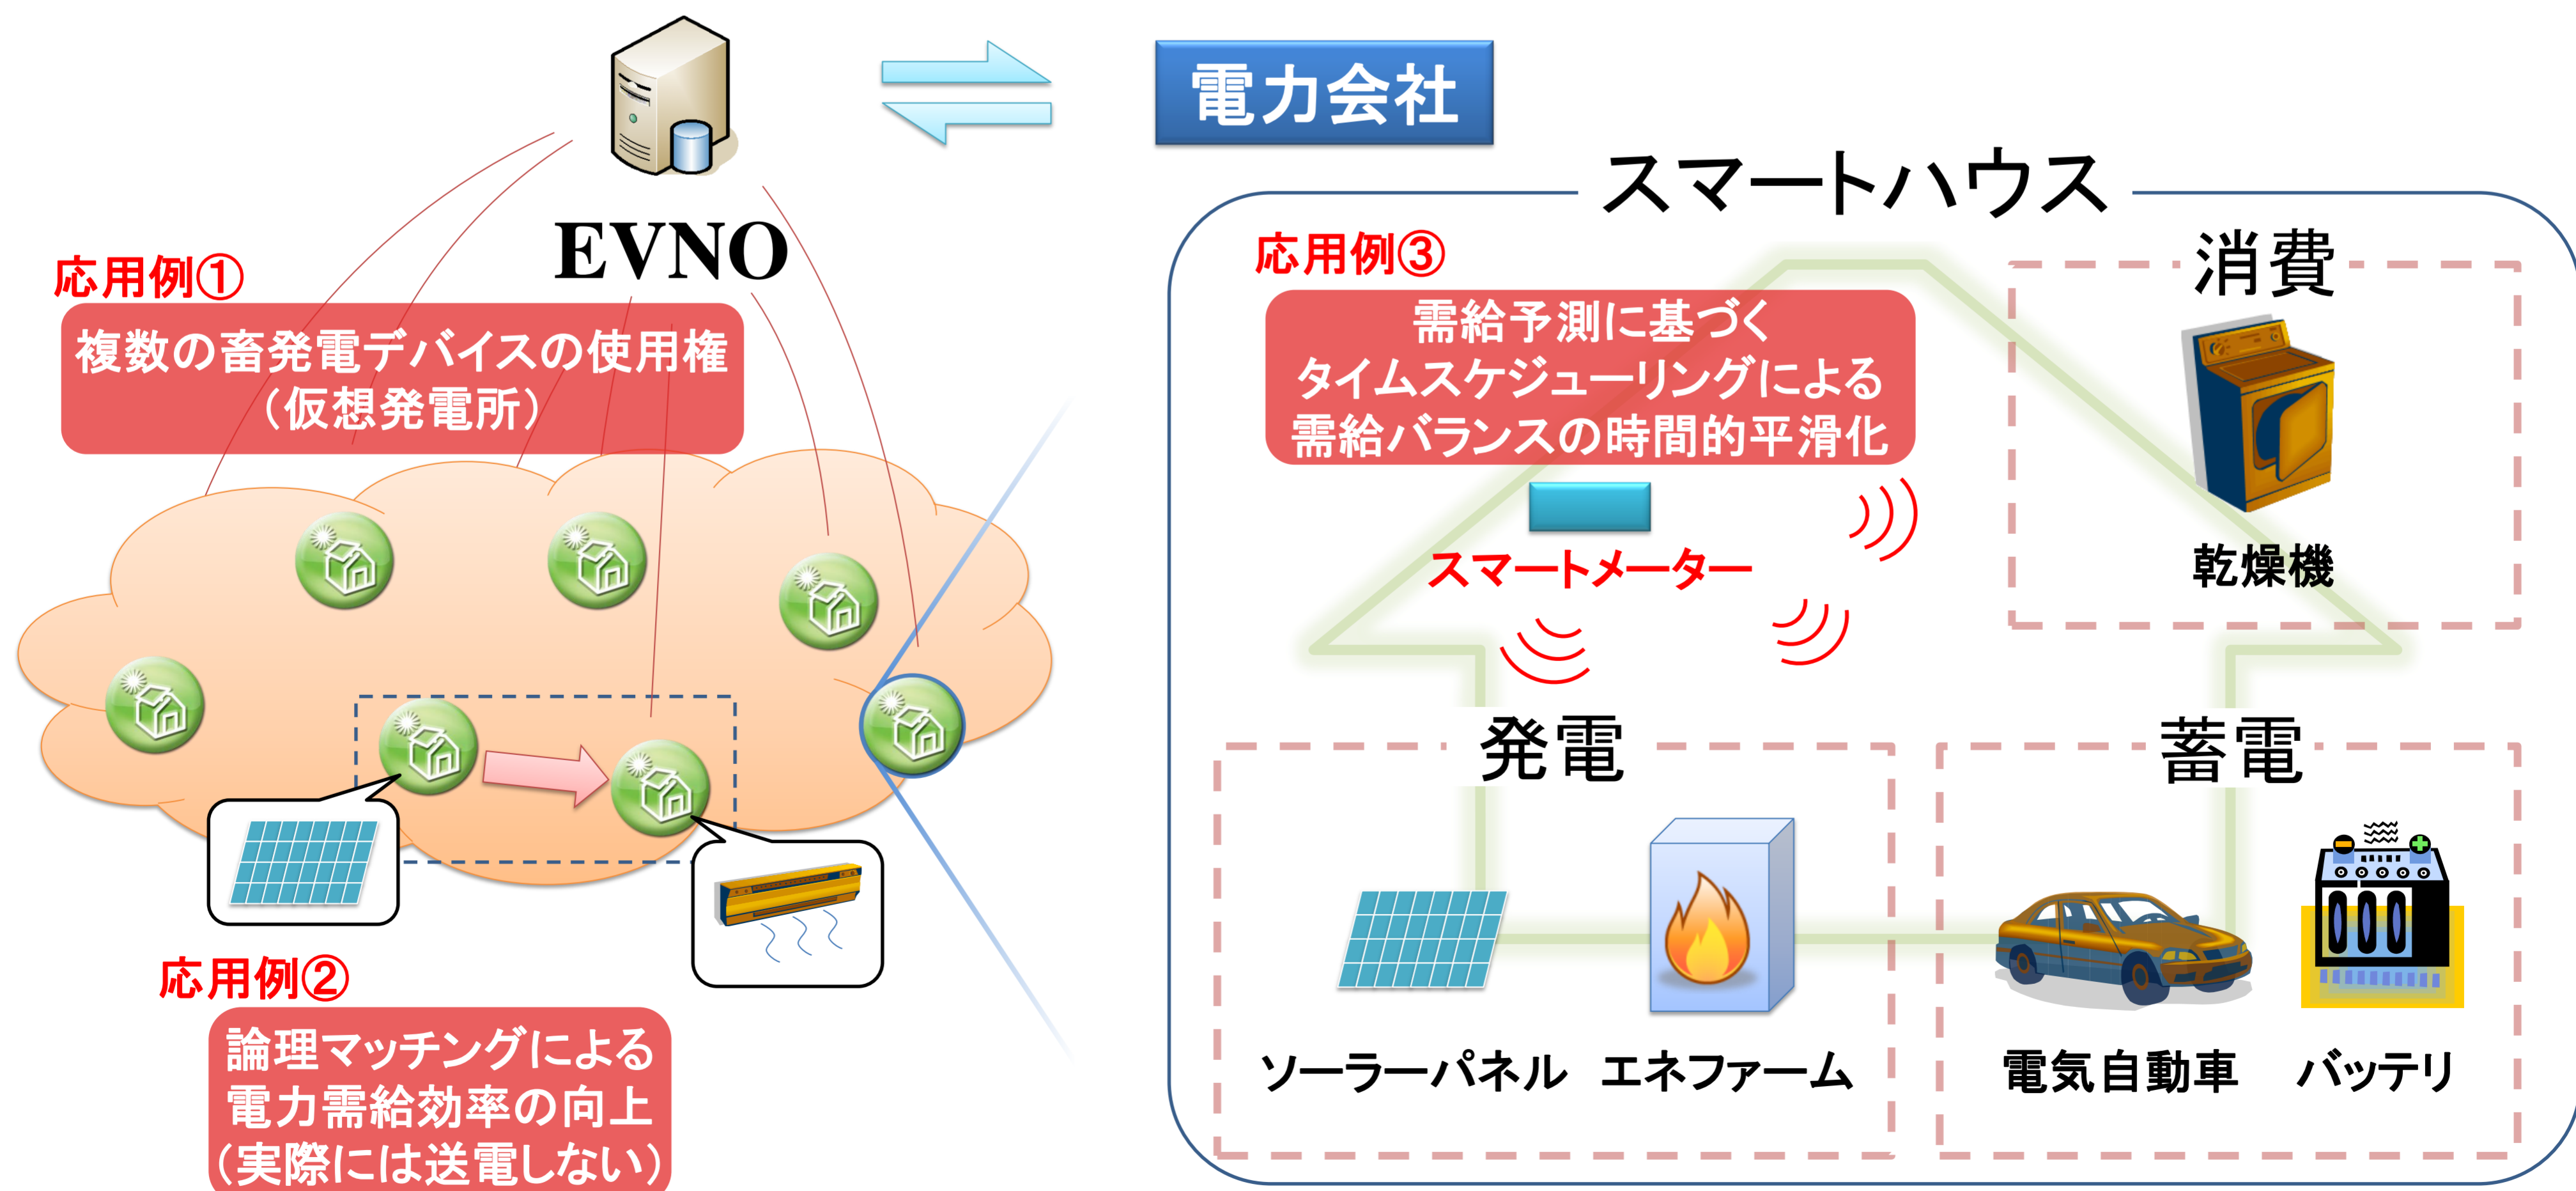 電力会社
EVNO
応用例①
複数の畜発電デバイスの使用権
（仮想発電所）
応用例②
論理マッチングによる
電力需給効率の向上
（実際には送電しない）
スマートハウス
応用例③
需給予測に基づく
タイムスケジューリングによる
需給バランスの時間的平滑化
スマートメーター
消費
乾燥機
発電
ソーラーパネル
エネファーム
蓄電
電気自動車
バッテリ